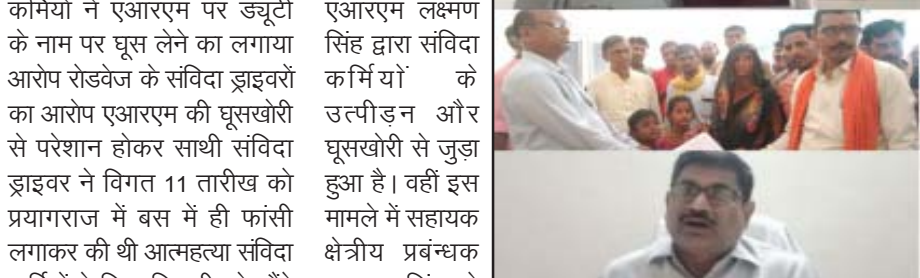 कर्मियों ने एआरएम पर ड्यूटी
के नाम पर घूस लेने का लगाया
आरोप रोडवेज के संविदा ड्राइवरों
का आरोप एआरएम की घूसखोरी
से परेशान होकर साथी संविदा
ड्राइवर ने विगत 11 तारीख को
प्रयागराज में बस में ही फांसी
लगाकर की थी आत्महत्या संविदा
एआरएम लक्ष्मण
सिंह द्वारा संविदा
कर्मियों के
उत्पीड़न और
घूसखोरी से जुड़ा
हुआ है। वहीं इस
मामले में सहायक
क्षेत्रीय प्रबंन्धक